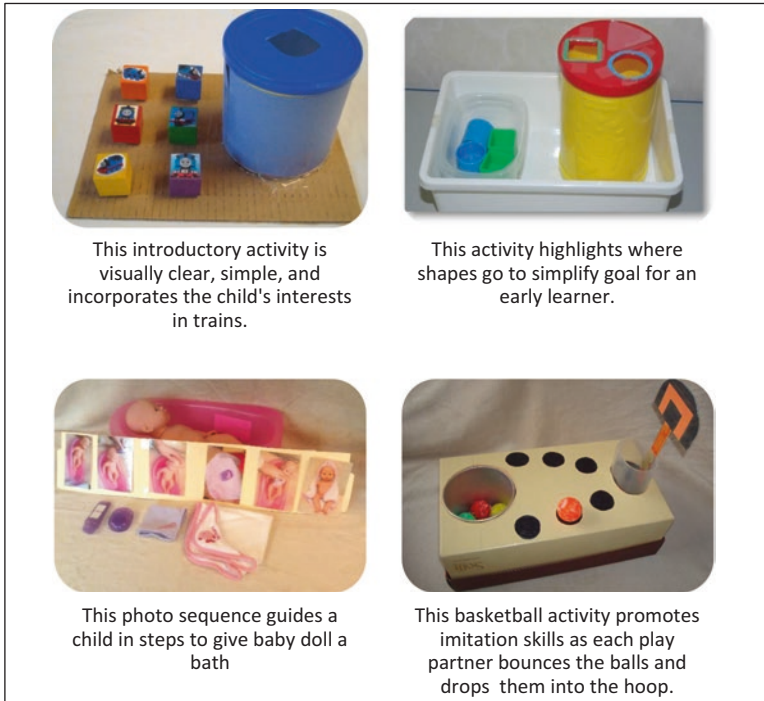 This introductory activity is
visually clear, simple, and
incorporates the child's interests
in trains.
This activity highlights where
shapes go to simplify goal for an
early learner.
This photo sequence guides a
child in steps to give baby doll a
bath
This basketball activity promotes
imitation skills as each play
partner bounces the balls and
drops them into the hoop.